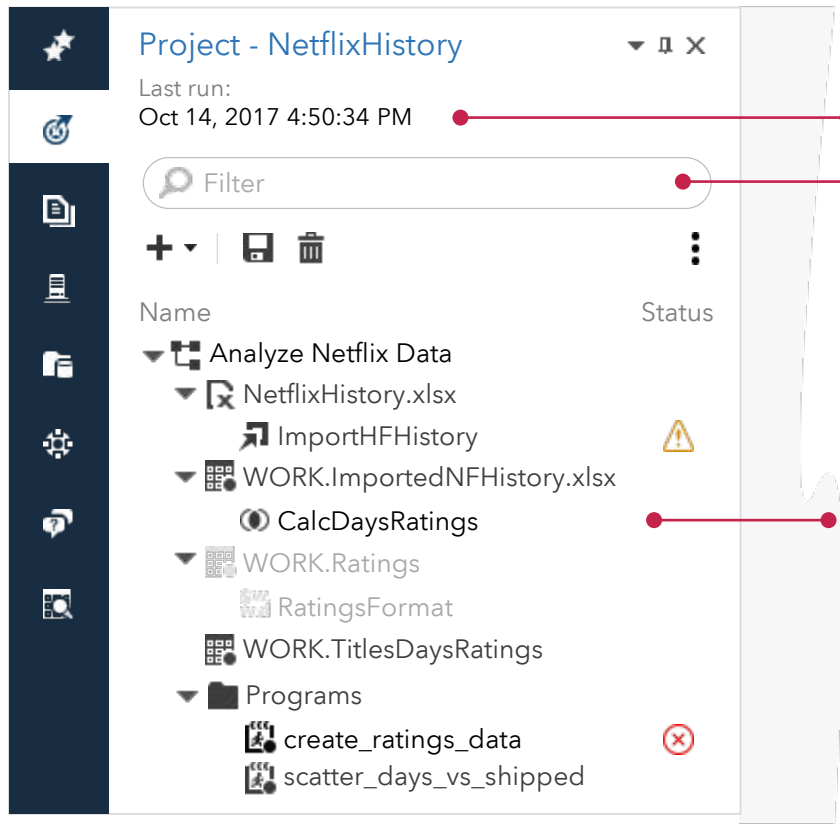 Project - NetflixHistory
Last run:
Oct 14, 2017 4:50:34 PM
Filter
Name Status
Analyze Netflix Data
NetflixHistory.xlsx
ImportHFHistory
WORK.ImportedNFHistory.xlsx
CalcDaysRatings
WORK.Ratings
RatingsFormat
WORK.TitlesDaysRatings
Programs
create_ratings_data
scatter_days_vs_shipped